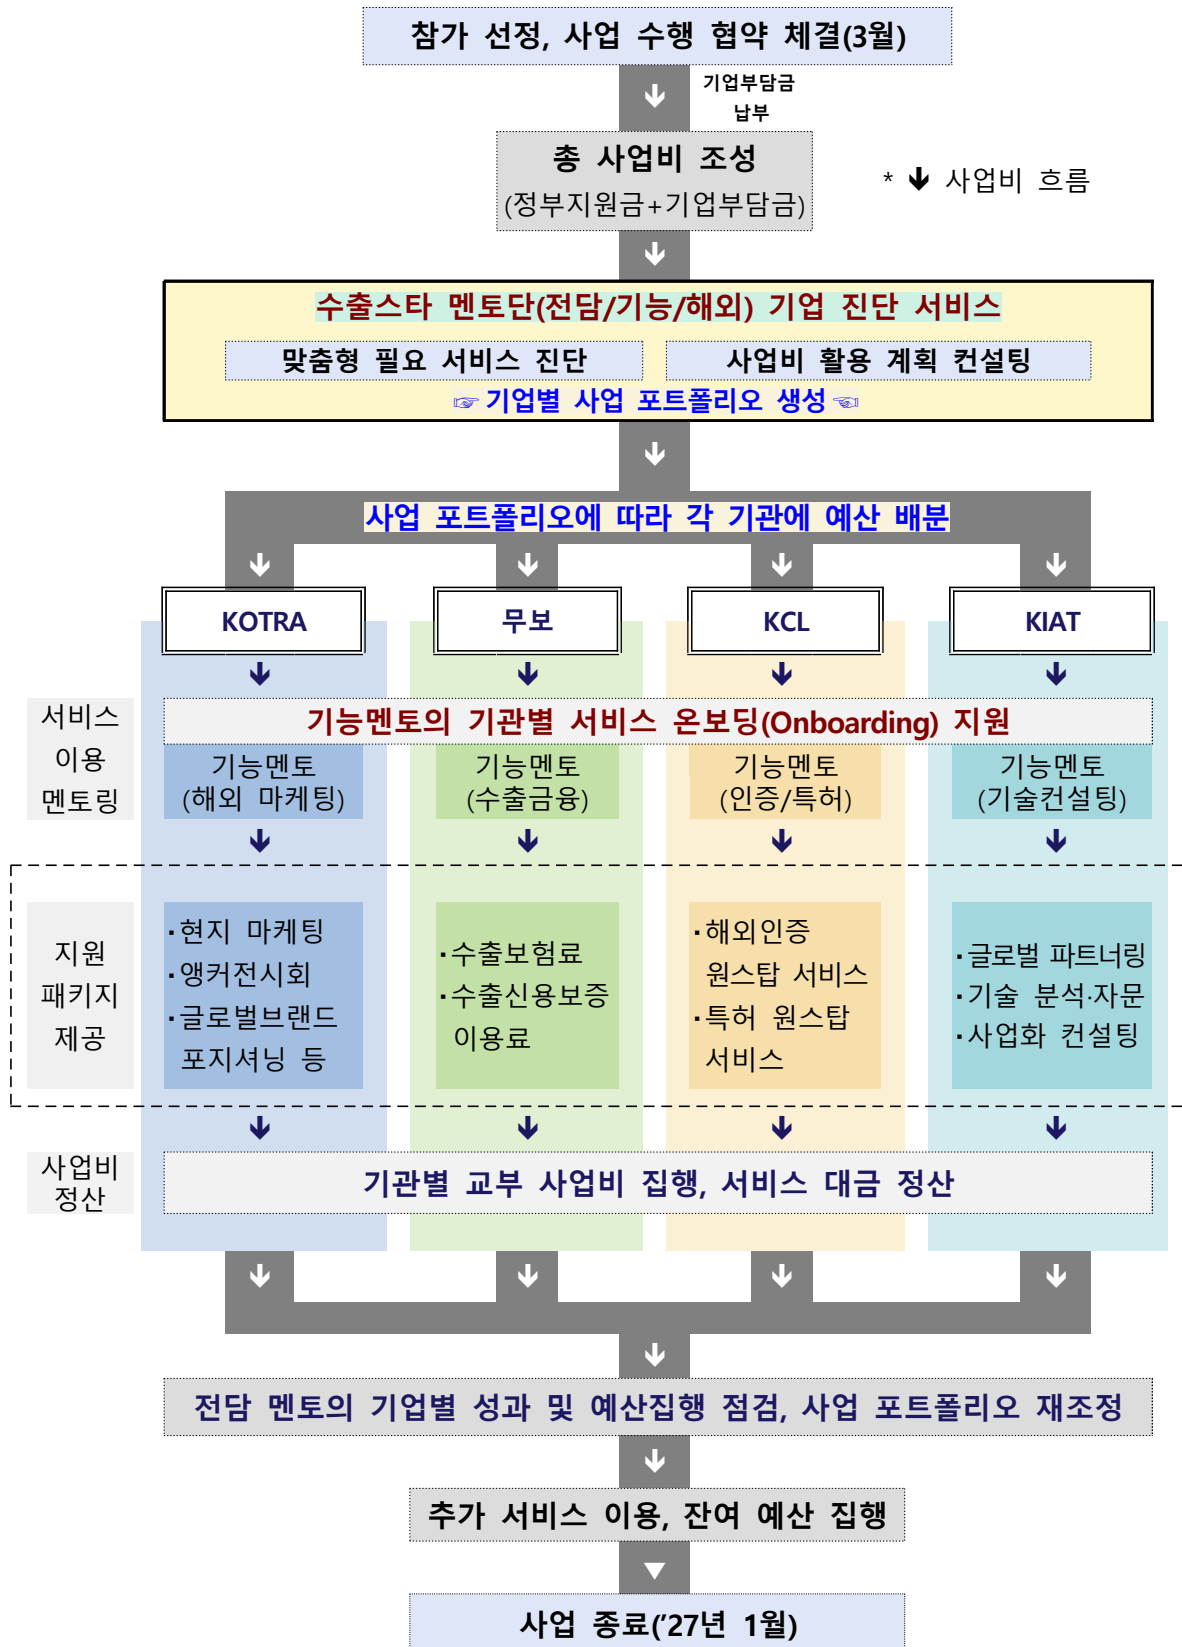 참가 선정, 사업 수행 협약 체결(3월)
기업부담금
납부
총 사업비 조성
(정부지원금+기업부담금)
* 🡻 사업비 흐름
수출스타 멘토단(전담/기능/해외) 기업 진단 서비스
맞춤형 필요 서비스 진단
사업비 활용 계획 컨설팅
☞ 기업별 사업 포트폴리오 생성 ☜
사업 포트폴리오에 따라 각 기관에 예산 배분
KOTRA
무보
KCL
KIAT
서비스
이용
멘토링
기능멘토의 기관별 서비스 온보딩(Onboarding) 지원
기능멘토
(해외 마케팅)
기능멘토
(수출금융)
기능멘토
(인증/특허)
기능멘토
(기술컨설팅)
지원
패키지
제공
·현지 마케팅
·앵커전시회
·글로벌브랜드
포지셔닝 등
·수출보험료
·수출신용보증
이용료
·해외인증
원스탑 서비스
·특허 원스탑
서비스
·글로벌 파트너링
·기술 분석·자문
·사업화 컨설팅
사업비
정산
기관별 교부 사업비 집행, 서비스 대금 정산
전담 멘토의 기업별 성과 및 예산집행 점검, 사업 포트폴리오 재조정
추가 서비스 이용, 잔여 예산 집행
사업 종료(’27년 1월)